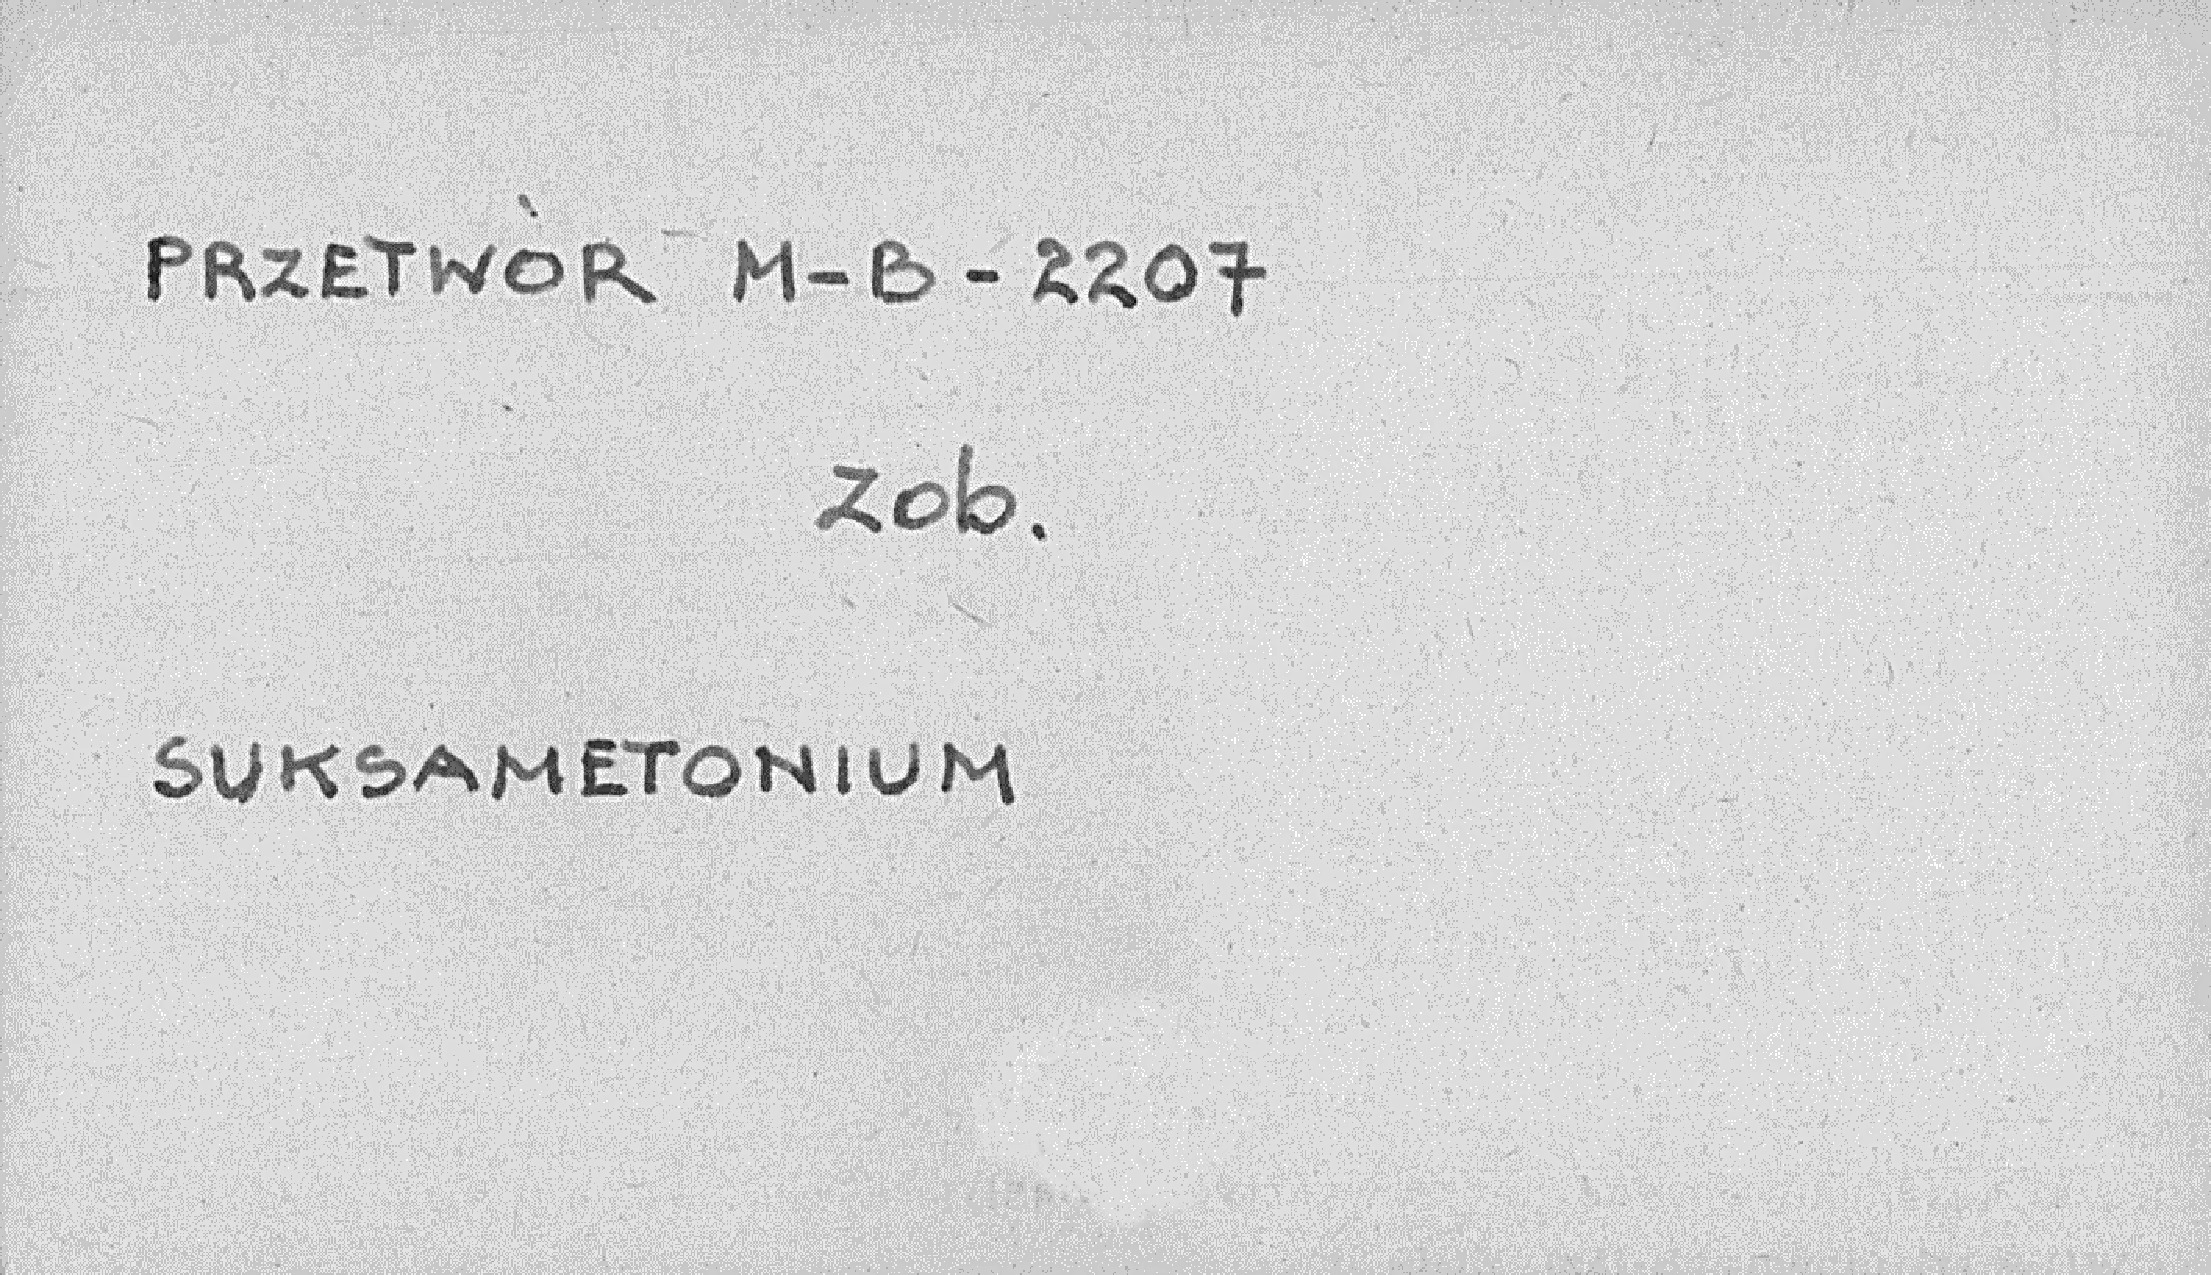 PRZETWÓR M-B-2207
zob.
SUKSAMETONIUM